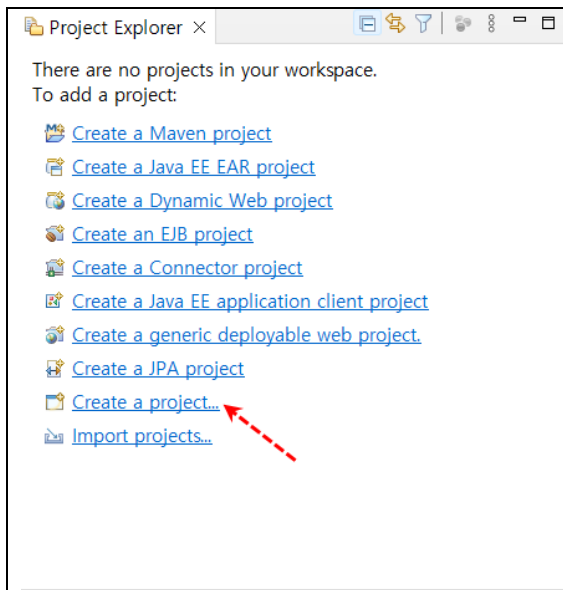 Project Explorer
There are no projects in your workspace.
To add a project:
Create a Maven project
Create a Java EE EAR project
Create a Dynamic Web project
Create an EJB project
Create a Connector project
Create a Java EE application client project
Create a generic deployable web project.
Create a JPA project
Create a project...
Import projects...